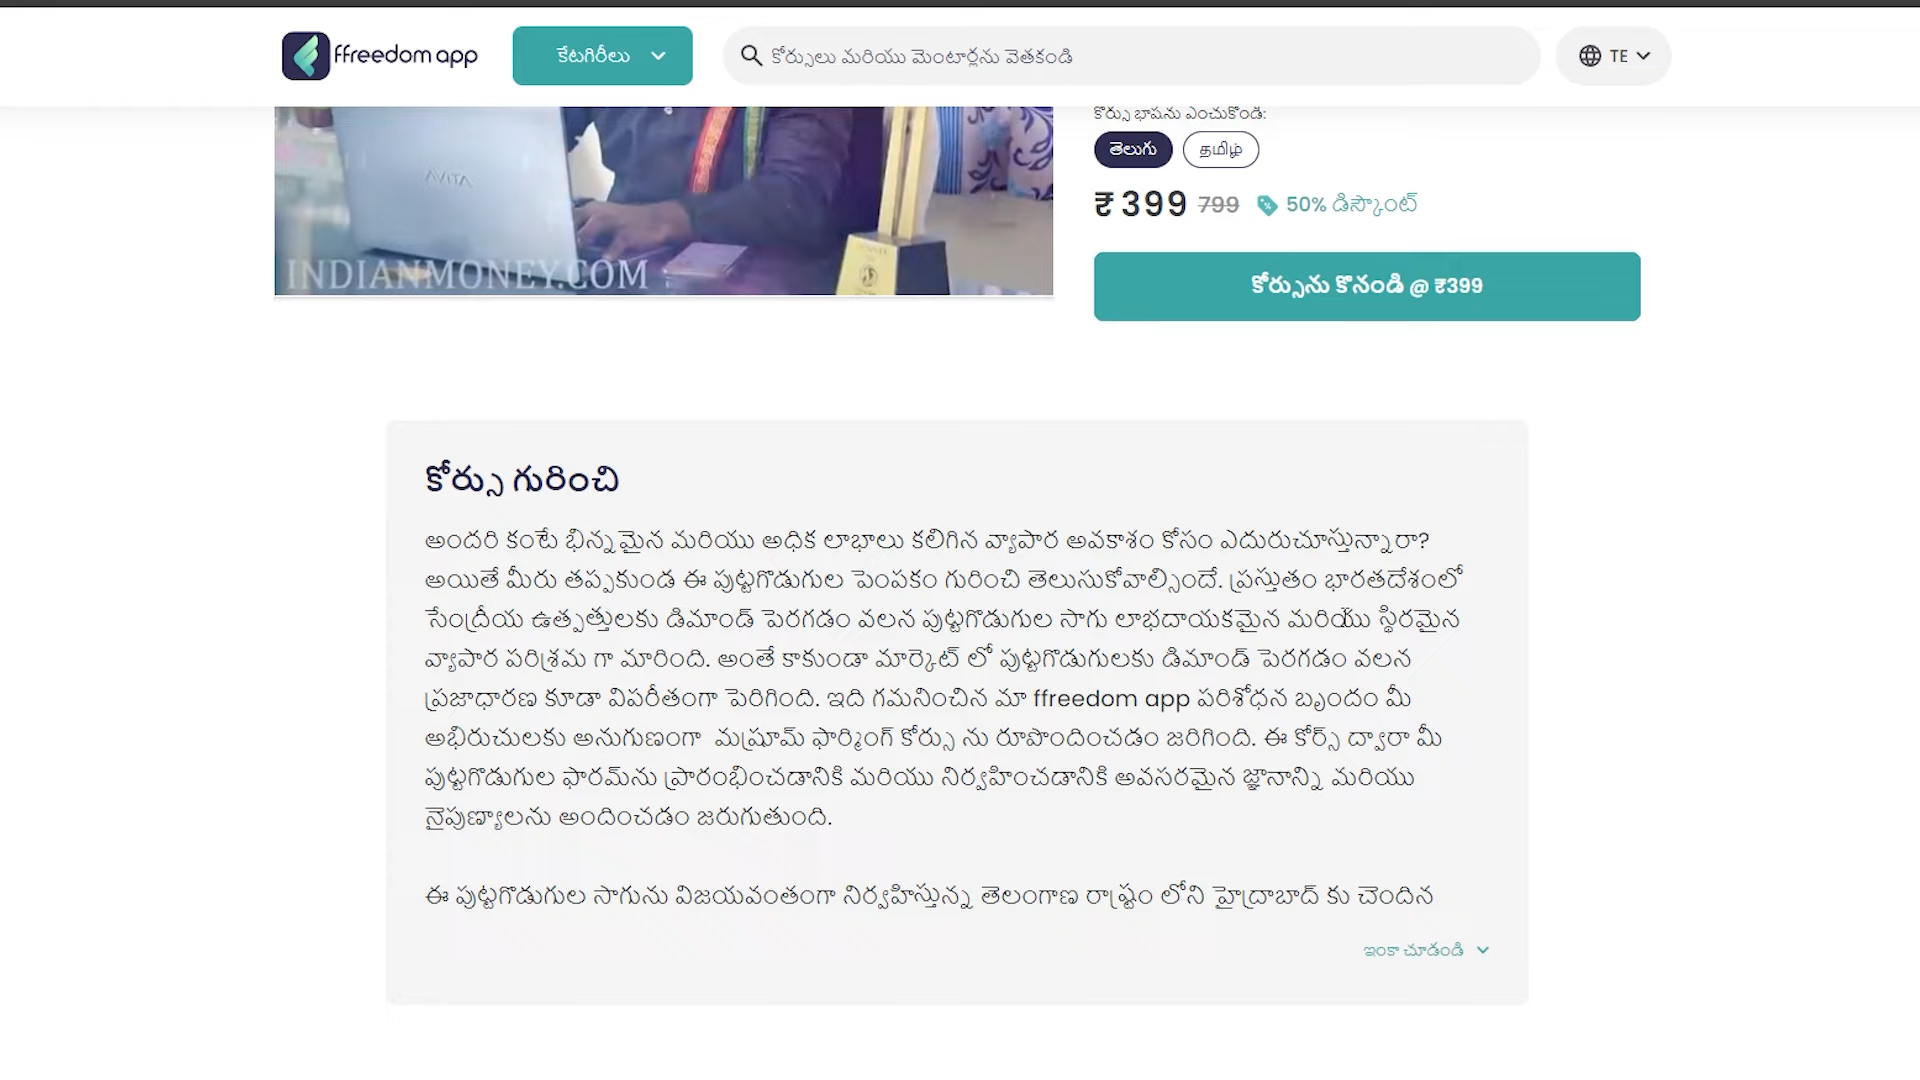 ffreedom app
కేటగిరీలు
కోర్సులు మరియు మెంటార్లను వెతకండి
TE
కోర్సు భాషను ఎంచుకోండి:
తెలుగు
தமிழ்
₹ 399 799 50% డిస్కౌంట్
AVITA
INDIANMONEY.COM
కోర్సును కొనండి @ ₹399
కోర్సు గురించి
అందరి కంటే భిన్నమైన మరియు అధిక లాభాలు కలిగిన వ్యాపార అవకాశం కోసం ఎదురుచూస్తున్నారా?
అయితే మీరు తప్పకుండ ఈ పుట్టగొడుగుల పెంపకం గురించి తెలుసుకోవాల్సిందే. ప్రస్తుతం భారతదేశంలో
సేంద్రీయ ఉత్పత్తులకు డిమాండ్ పెరగడం వలన పుట్టగొడుగుల సాగు లాభదాయకమైన మరియు స్థిరమైన
వ్యాపార పరిశ్రమ గా మారింది. అంతే కాకుండా మార్కెట్ లో పుట్టగొడుగులకు డిమాండ్ పెరగడం వలన
ప్రజాధారణ కూడా విపరీతంగా పెరిగింది. ఇది గమనించిన మా ffreedom app పరిశోధన బృందం మీ
అభిరుచులకు అనుగుణంగా మష్రూమ్ ఫార్మింగ్ కోర్సు ను రూపొందించడం జరిగింది. ఈ కోర్స్ ద్వారా మీ
పుట్టగొడుగుల ఫారమ్‌ను ప్రారంభించడానికి మరియు నిర్వహించడానికి అవసరమైన జ్ఞానాన్ని మరియు
నైపుణ్యాలను అందించడం జరుగుతుంది.
ఈ పుట్టగొడుగుల సాగును విజయవంతంగా నిర్వహిస్తున్న తెలంగాణ రాష్ట్రం లోని హైద్రాబాద్ కు చెందిన
ఇంకా చూడండి